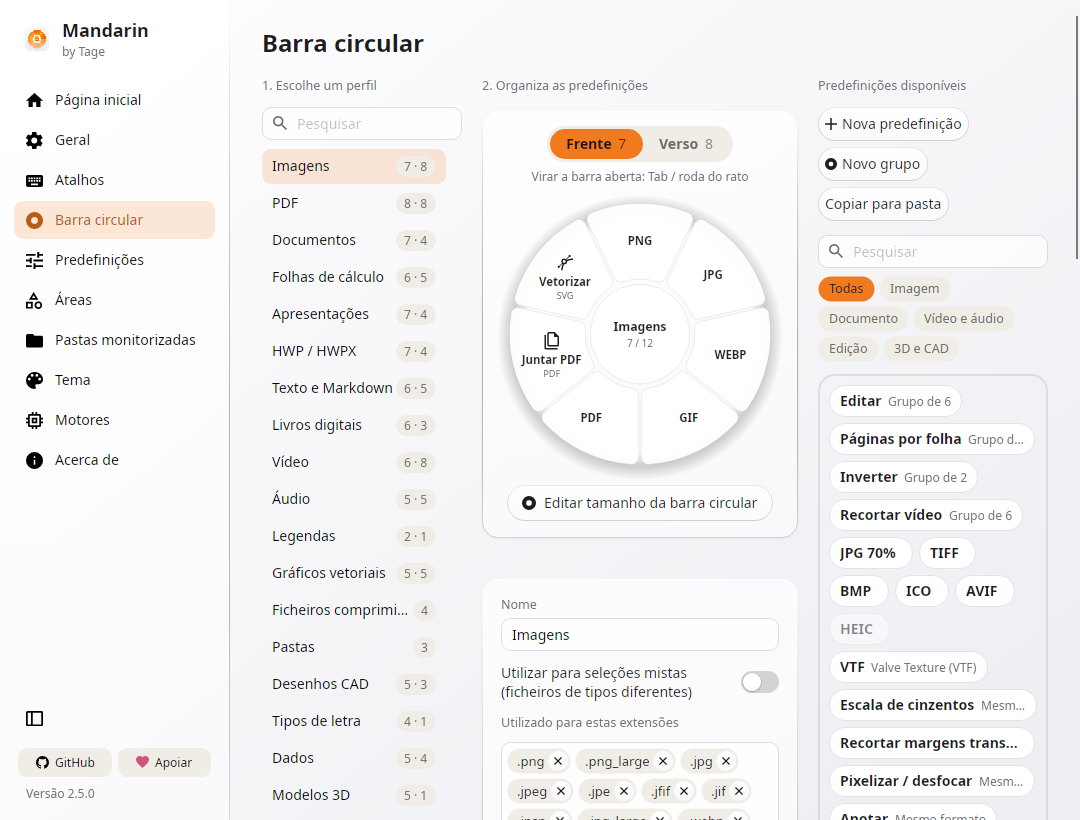 Mandarin
by Tage
Página inicial
Geral
Atalhos
Barra circular
Predefinições
Áreas
Pastas monitorizadas
Tema
Motores
Acerca de
GitHub
Apoiar
Versão 2.5.0
Barra circular
1. Escolhe um perfil
Pesquisar
Imagens 7 · 8
PDF 8 · 8
Documentos 7 · 4
Folhas de cálculo 6 · 5
Apresentações 7 · 4
HWP / HWPX 7 · 4
Texto e Markdown 6 · 5
Livros digitais 6 · 3
Vídeo 6 · 8
Áudio 5 · 5
Legendas 2 · 1
Gráficos vetoriais 5 · 5
Ficheiros comprimi... 4
Pastas 3
Desenhos CAD 5 · 3
Tipos de letra 4 · 1
Dados 5 · 4
Modelos 3D 5 · 1
2. Organiza as predefinições
Frente 7 Verso 8
Virar a barra aberta: Tab / roda do rato
PNG
JPG
WEBP
GIF
PDF
Juntar PDF
PDF
Vetorizar
SVG
Imagens
7 / 12
Editar tamanho da barra circular
Nome
Imagens
Utilizar para seleções mistas
(ficheiros de tipos diferentes)
Utilizado para estas extensões
.png .png_large .jpg
.jpeg .jpe .jfif .jif
Predefinições disponíveis
Nova predefinição
Novo grupo
Copiar para pasta
Pesquisar
Todas Imagem
Documento Vídeo e áudio
Edição 3D e CAD
Editar Grupo de 6
Páginas por folha Grupo d...
Inverter Grupo de 2
Recortar vídeo Grupo de 6
JPG 70% TIFF
BMP ICO AVIF
HEIC
VTF Valve Texture (VTF)
Escala de cinzentos Mesm...
Recortar margens trans...
Pixelizar / desfocar Mesm...
Anotar Mesmo formato